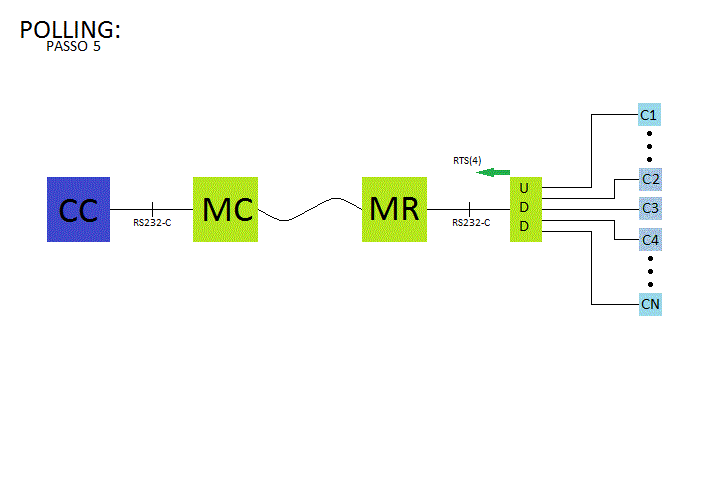 POLLING:
PASSO 5
C1
RTS(4)
CC
RS232-C
MC
MR
RS232-C
U
D
D
C2
C3
C4
CN